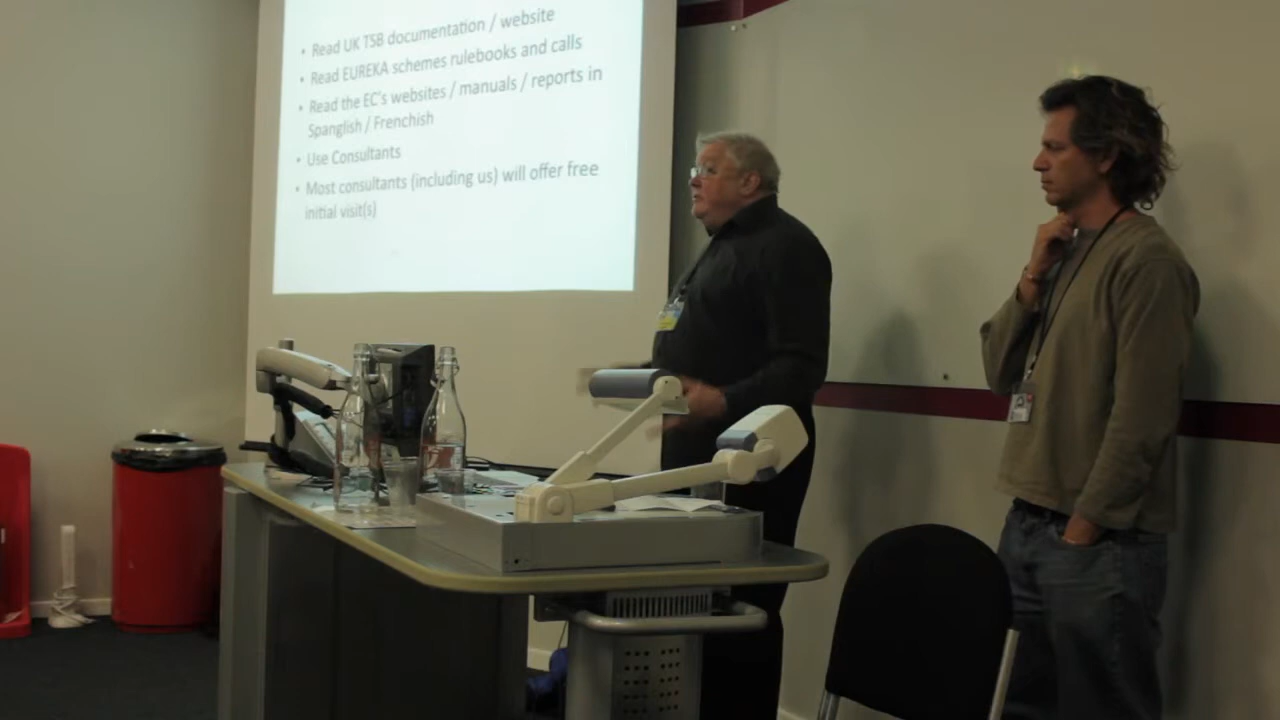 • Read UK TSB documentation / website
• Read EUREKA schemes rulebooks and calls
• Read the EC's websites / manuals / reports in
Spanglish / Frenchish
• Use Consultants
• Most consultants (including us) will offer free
initial visit(s)